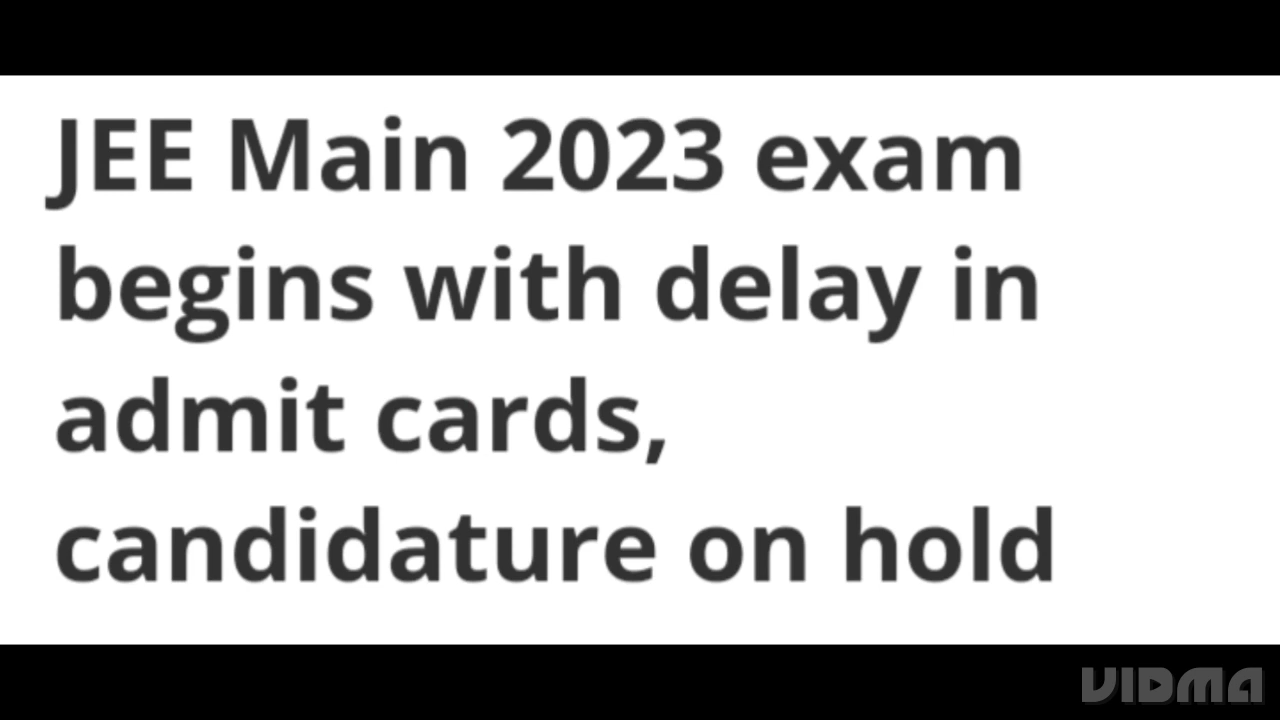 JEE Main 2023 exam
begins with delay in
admit cards,
candidature on hold
VIDMA